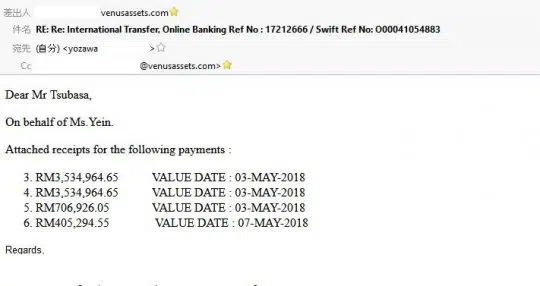 差出人 venusassets.com
件名 RE: Re: International Transfer, Online Banking Ref No : 17212666 / Swift Ref No: O00041054883
宛先 (自分) <yozawa >
Cc @venusassets.com>
Dear Mr Tsubasa,
On behalf of Ms.Yein.
Attached receipts for the following payments :
3. RM3,534,964.65 VALUE DATE : 03-MAY-2018
4. RM3,534,964.65 VALUE DATE : 03-MAY-2018
5. RM706,926.05 VALUE DATE : 03-MAY-2018
6. RM405,294.55 VALUE DATE : 07-MAY-2018
Regards,